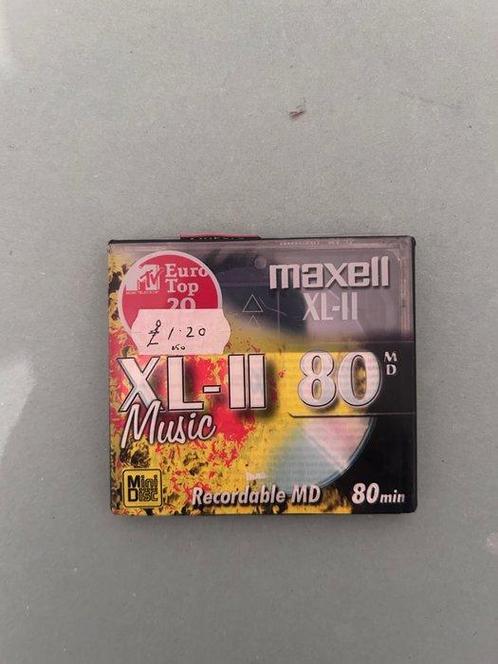 MTV
Euro
Top
20
maxell
XL-II
£1.20
XL-II 80 MD
Music
Mini
Disc
Recordable MD 80min